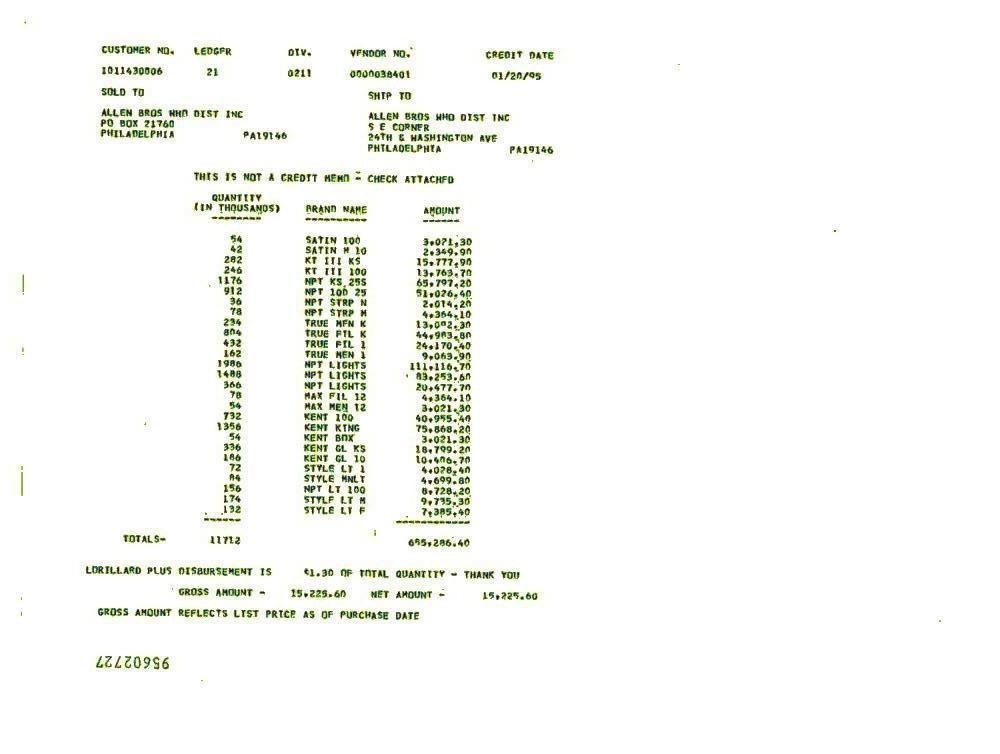 CUSTOMER NO. LEDGER DIV. VENDOR NO. CREDIT DATE
1011430006 21 0211 0000038401 01/20/95
SOLD TO SHIP TO
ALLEN BROS WHO DIST INC ALLEN BROS WHO DIST INC
PO BOX 21760 S E CORNER
PHILADELPHIA PA19146 24TH & WASHINGTON AVE
PHILADELPHIA PA19146
THIS IS NOT A CREDIT MEMO - CHECK ATTACHED
QUANTITY
(IN THOUSANDS) BRAND NAME AMOUNT
54 SATIN 100 3,021.30
42 SATIN M 10 2,349.90
282 KT III KS 15,777.90
246 KT III 100 13,763.70
1176 NPT KS 25S 65,797.20
912 NPT 100 25 51,026.40
36 NPT STRP N 2,014.20
78 NPT STRP M 4,364.10
234 TRUE MEN K 13,092.30
804 TRUE FIL K 44,983.80
432 TRUE FIL 1 24,170.40
162 TRUE MEN 1 9,063.90
1986 NPT LIGHTS 111,116.70
1488 NPT LIGHTS 83,253.60
366 NPT LIGHTS 20,477.70
78 MAX FIL 12 4,364.10
54 MAX MEN 12 3,021.30
732 KENT 100 40,955.40
1356 KENT KING 75,868.20
54 KENT BOX 3,021.30
336 KENT GL KS 18,799.20
186 KENT GL 10 10,406.70
72 STYLE LT 1 4,028.40
84 STYLE MNLT 4,699.80
156 NPT LT 100 8,728.20
174 STYLE LT M 9,735.30
132 STYLE LT F 7,385.40
TOTALS- 11712 655,286.40
LORILLARD PLUS DISBURSEMENT IS $1.30 OF TOTAL QUANTITY - THANK YOU
GROSS AMOUNT - 15,225.60 NET AMOUNT - 15,225.60
GROSS AMOUNT REFLECTS LIST PRICE AS OF PURCHASE DATE
95602727